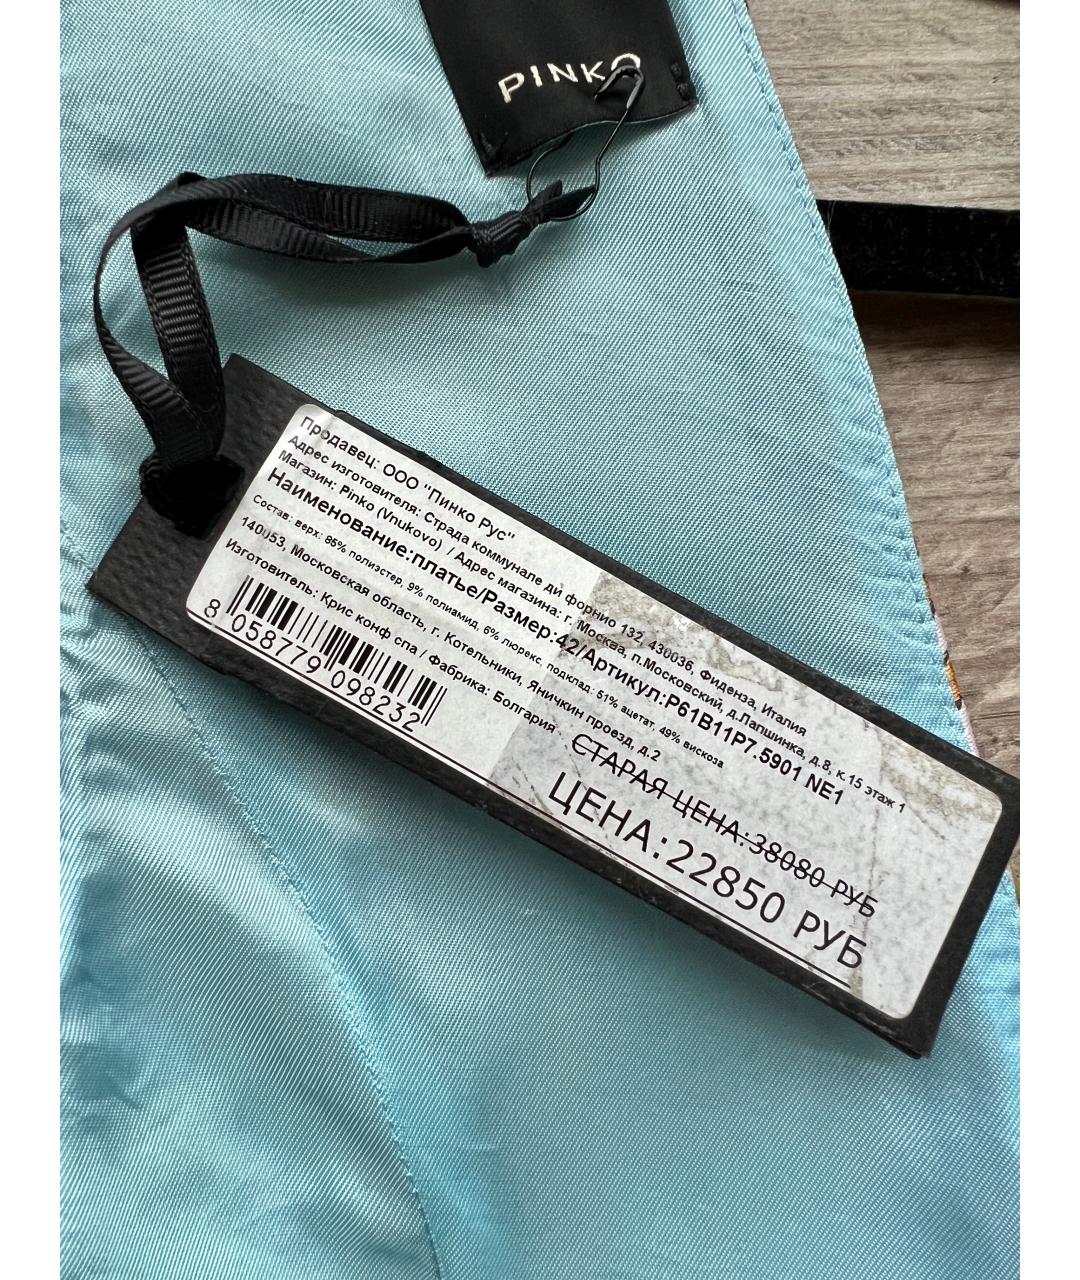 PINKO
Продавец: ООО "Пинко Рус"
Адрес изготовителя: Страда коммунале ди форнио 132, 430036, Фиденза, Италия
Магазин: Pinko (Vnukovo) / Адрес магазина: г. Москва, п.Московский, д.Лапшинка, д.8, к.15 этаж 1
Наименование:платье/Размер:42/Артикул:P61B11P7.5901 NE1
Состав: верх: 85% полиэстер, 9% полиамид, 6% люрекс, подклад: 51% ацетат, 49% вискоза
140053, Московская область, г. Котельники, Яничкин проезд, д.2
Изготовитель: Крис конф спа / Фабрика: Болгария
8 058779 098232
СТАРАЯ ЦЕНА:38080 РУБ
ЦЕНА:22850 РУБ